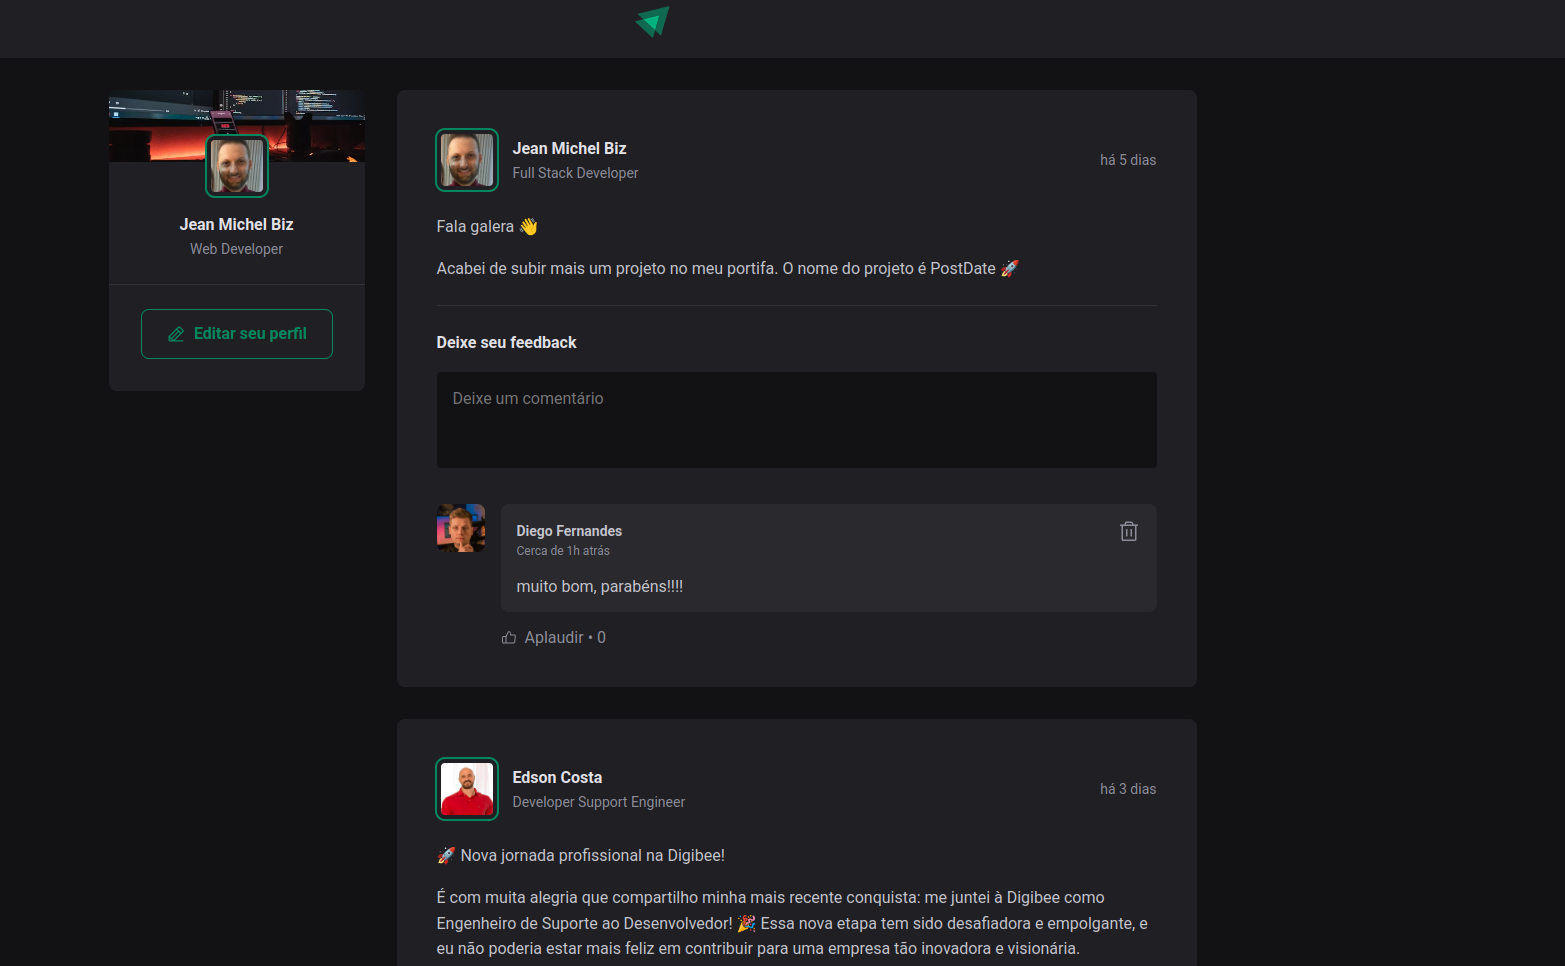 Jean Michel Biz
Web Developer
Editar seu perfil
Jean Michel Biz
Full Stack Developer
há 5 dias
Fala galera 👋
Acabei de subir mais um projeto no meu portifa. O nome do projeto é PostDate 🚀
Deixe seu feedback
Deixe um comentário
Diego Fernandes
Cerca de 1h atrás
muito bom, parabéns!!!!
Aplaudir • 0
Edson Costa
Developer Support Engineer
há 3 dias
🚀 Nova jornada profissional na Digibee!
É com muita alegria que compartilho minha mais recente conquista: me juntei à Digibee como
Engenheiro de Suporte ao Desenvolvedor! 🎉 Essa nova etapa tem sido desafiadora e empolgante, e
eu não poderia estar mais feliz em contribuir para uma empresa tão inovadora e visionária.